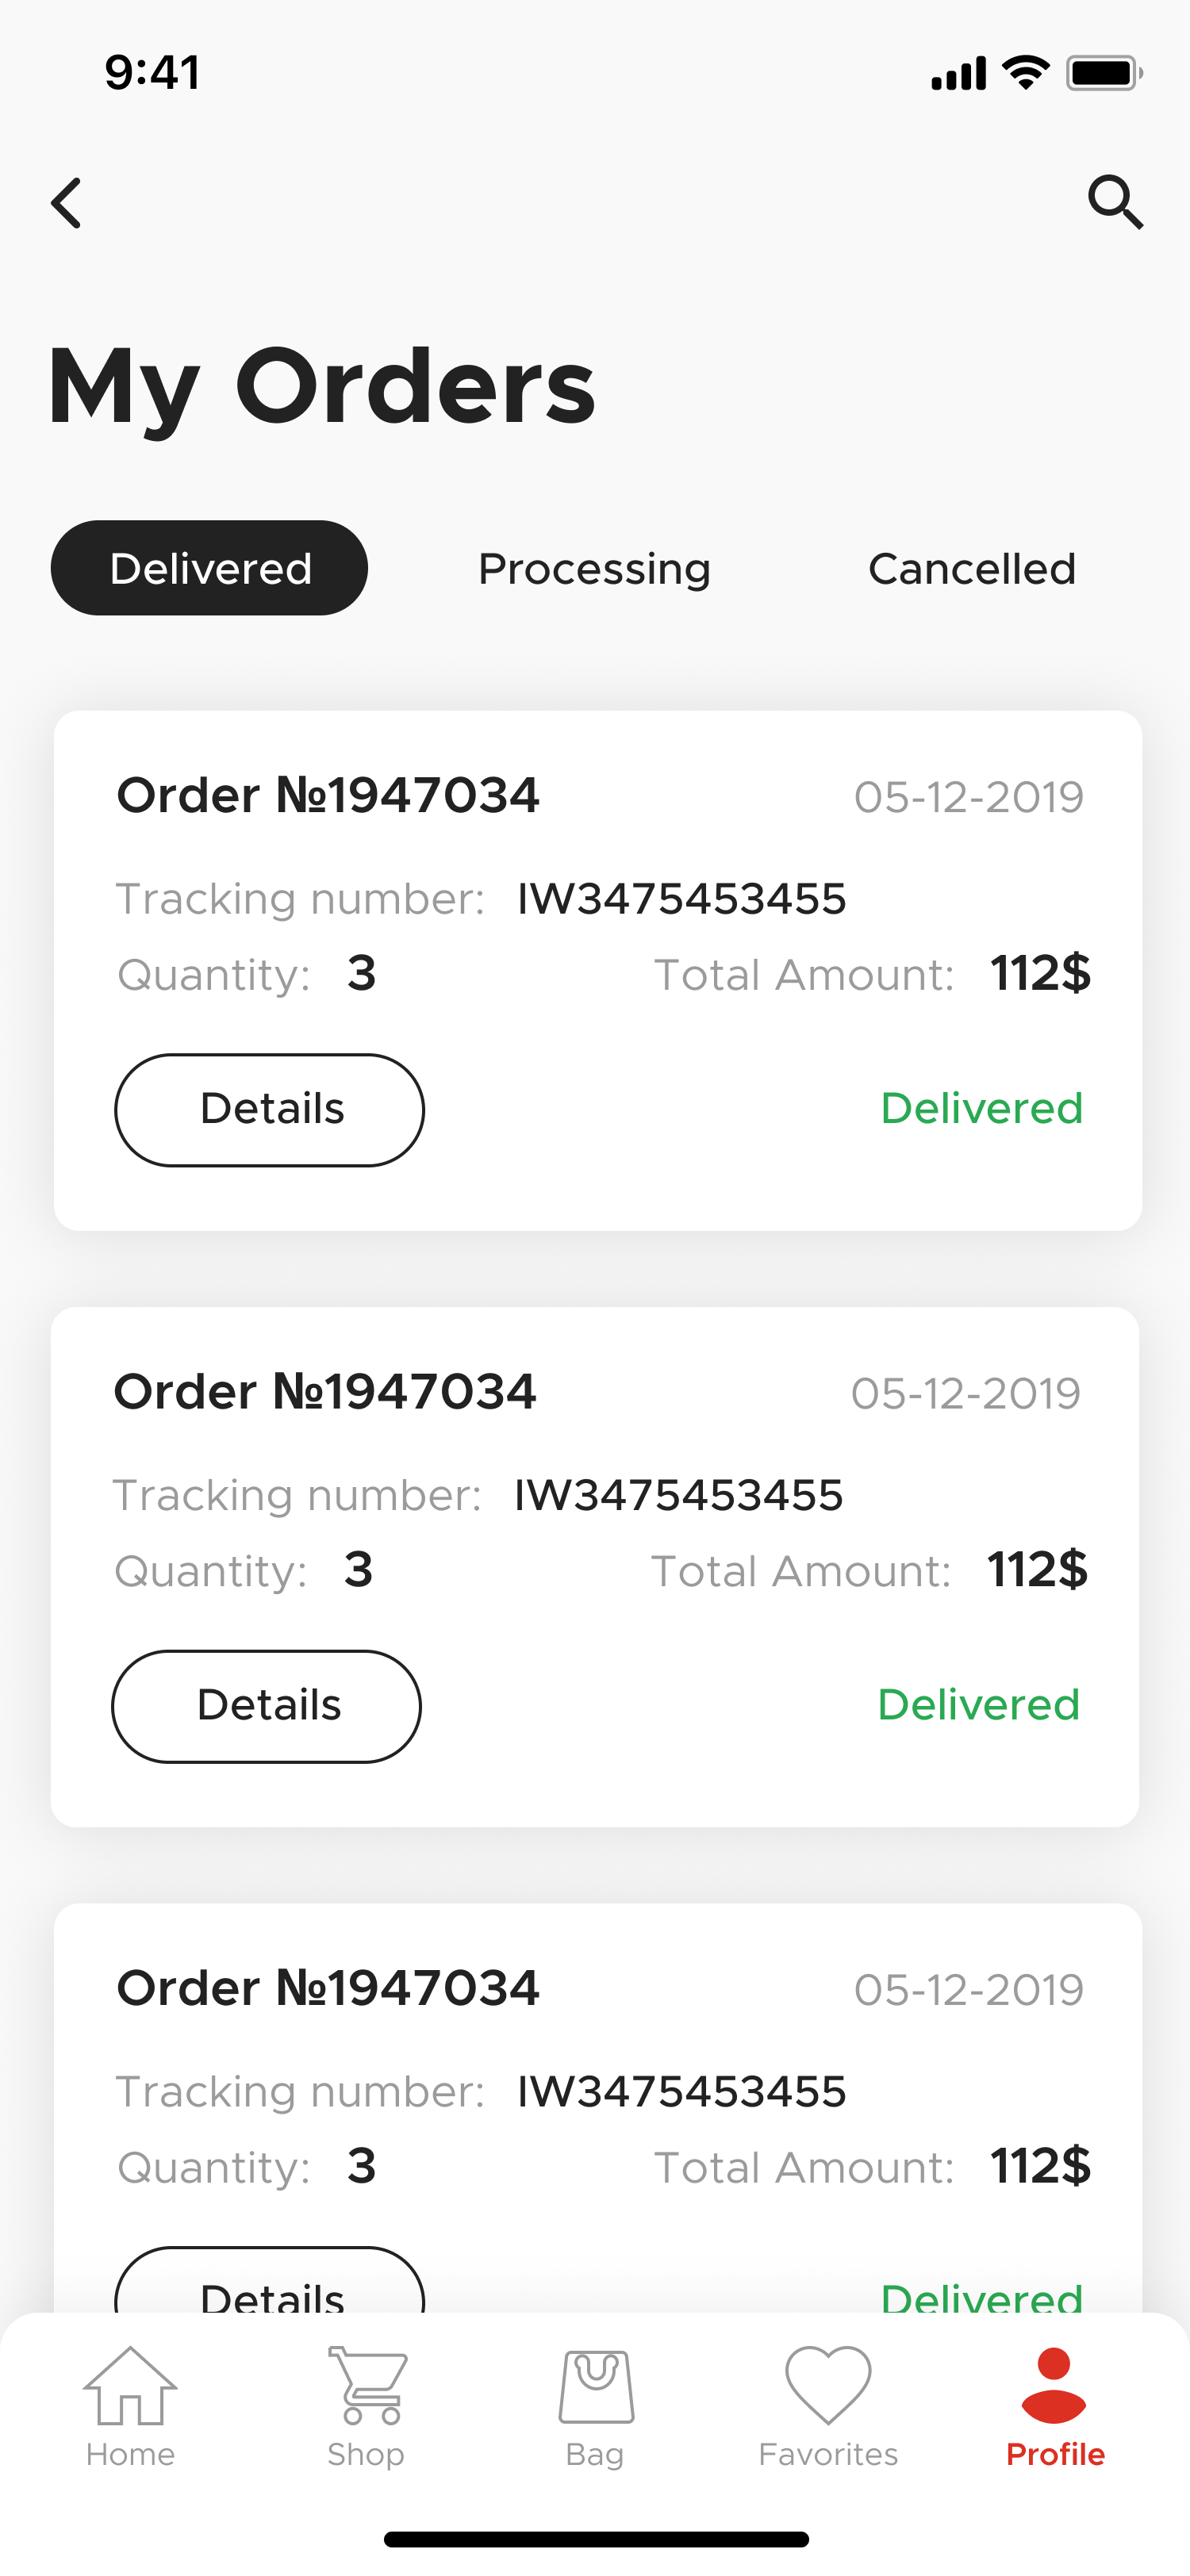 9:41
My Orders
Delivered Processing Cancelled
Order №1947034 05-12-2019
Tracking number: IW3475453455
Quantity: 3 Total Amount: 112$
Details Delivered
Order №1947034 05-12-2019
Tracking number: IW3475453455
Quantity: 3 Total Amount: 112$
Details Delivered
Order №1947034 05-12-2019
Tracking number: IW3475453455
Quantity: 3 Total Amount: 112$
Details Delivered
Home Shop Bag Favorites Profile